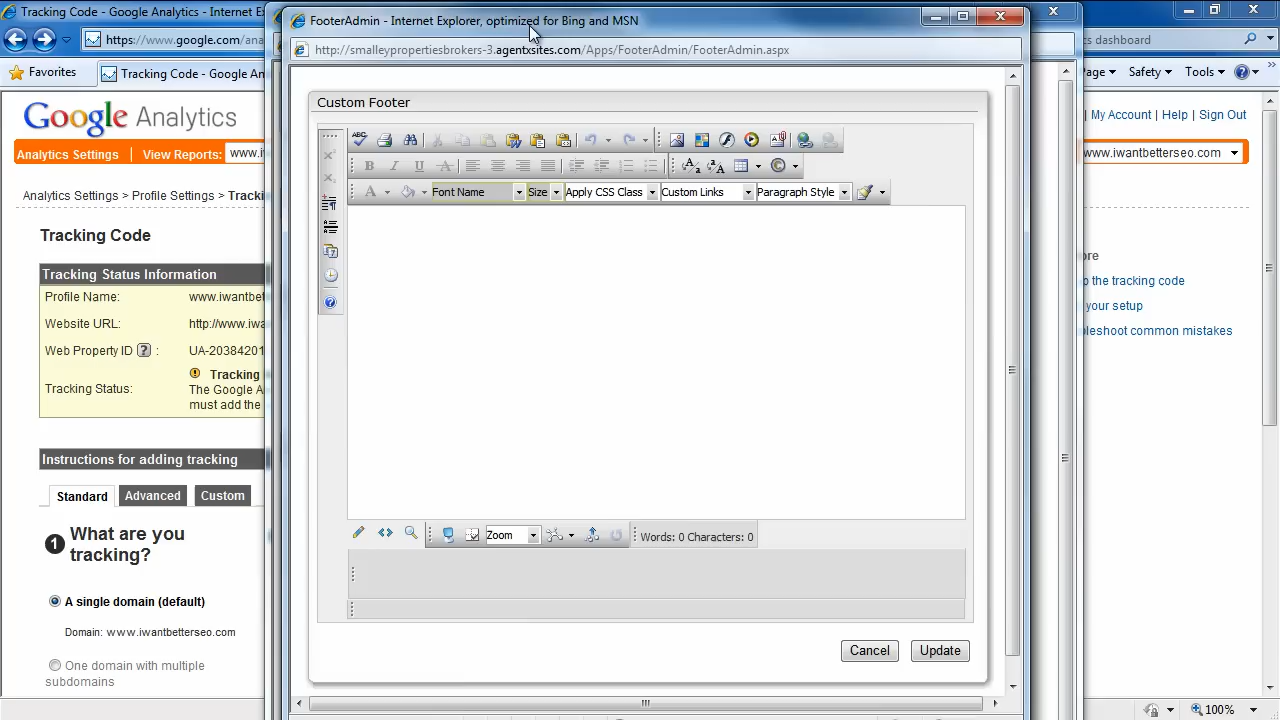 Tracking Code - Google Analytics - Internet Ex
FooterAdmin - Internet Explorer, optimized for Bing and MSN
https://www.google.com/ana
http://smallerpropertiesbrokers-3.agentxsites.com/Apps/FooterAdmin/FooterAdmin.aspx
cs dashboard
Favorites
Tracking Code - Google An
Page
Safety
Tools
Google Analytics
My Account | Help | Sign Out
Analytics Settings | View Reports: www.i
www.iwantbetterseo.com
Analytics Settings > Profile Settings > Tracki
Tracking Code
Tracking Status Information
Profile Name: www.iwantbet
Website URL: http://www.iwa
Web Property ID ? : UA-20384201
Tracking Status:
Tracking
The Google A
must add the
Instructions for adding tracking
Standard Advanced Custom
1 What are you
tracking?
A single domain (default)
Domain: www.iwantbetterseo.com
One domain with multiple
subdomains
Custom Footer
ABC
B I U A
A Font Name Size Apply CSS Class Custom Links Paragraph Style
Zoom
Words: 0 Characters: 0
Cancel Update
ore
p the tracking code
your setup
bleshoot common mistakes
100%